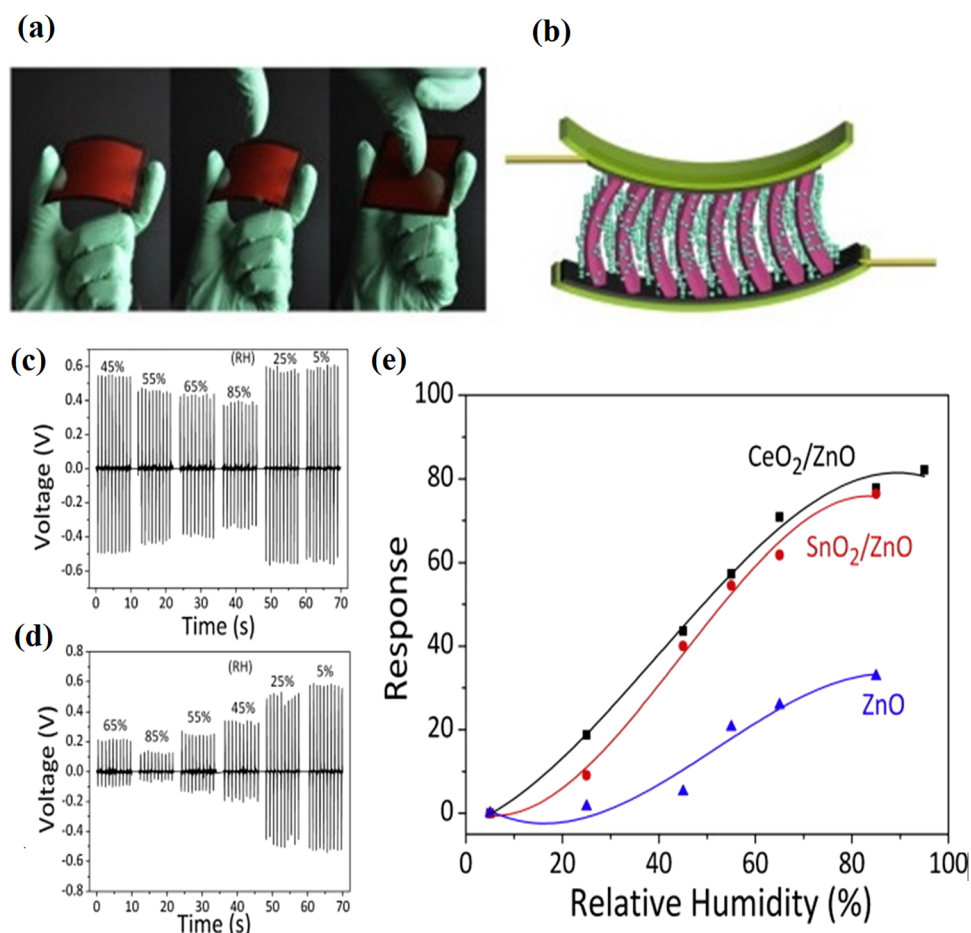 (a)
(b)
(c)
0.6
0.4
0.2
0.0
-0.2
-0.4
-0.6
Voltage (V)
45%
55%
65%
(RH)
85%
25%
5%
0 10 20 30 40 50 60 70
Time (s)
(d)
0.8
0.6
0.4
0.2
0.0
-0.2
-0.4
-0.6
-0.8
Voltage (V)
65%
85%
55%
(RH)
45%
25%
5%
0 10 20 30 40 50 60 70
Time (s)
(e)
100
80
60
40
20
0
Response
CeO₂/ZnO
SnO₂/ZnO
ZnO
0 20 40 60 80 100
Relative Humidity (%)